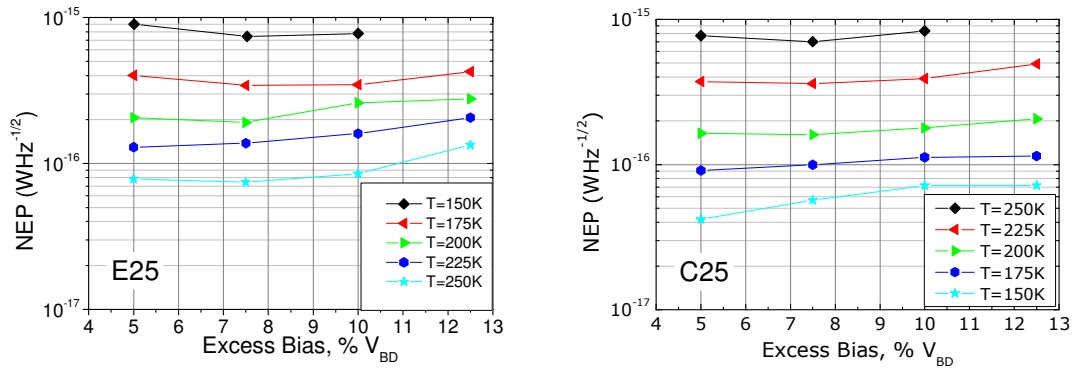 10^-15
10^-16
10^-17
NEP (WHz^-1/2)
4 5 6 7 8 9 10 11 12 13
Excess Bias, % V_BD
E25
T=150K
T=175K
T=200K
T=225K
T=250K
10^-15
10^-16
10^-17
NEP (WHz^-1/2)
4 5 6 7 8 9 10 11 12 13
Excess Bias, % V_BD
C25
T=250K
T=225K
T=200K
T=175K
T=150K